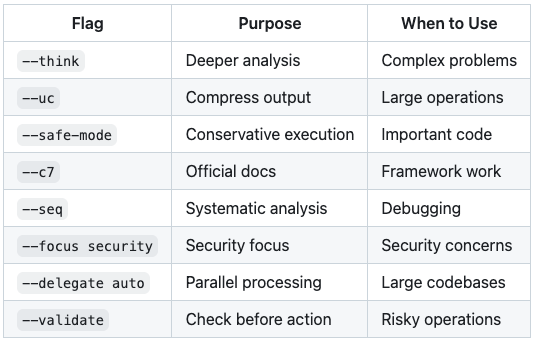 Flag Purpose When to Use
--think Deeper analysis Complex problems
--uc Compress output Large operations
--safe-mode Conservative execution Important code
--c7 Official docs Framework work
--seq Systematic analysis Debugging
--focus security Security focus Security concerns
--delegate auto Parallel processing Large codebases
--validate Check before action Risky operations